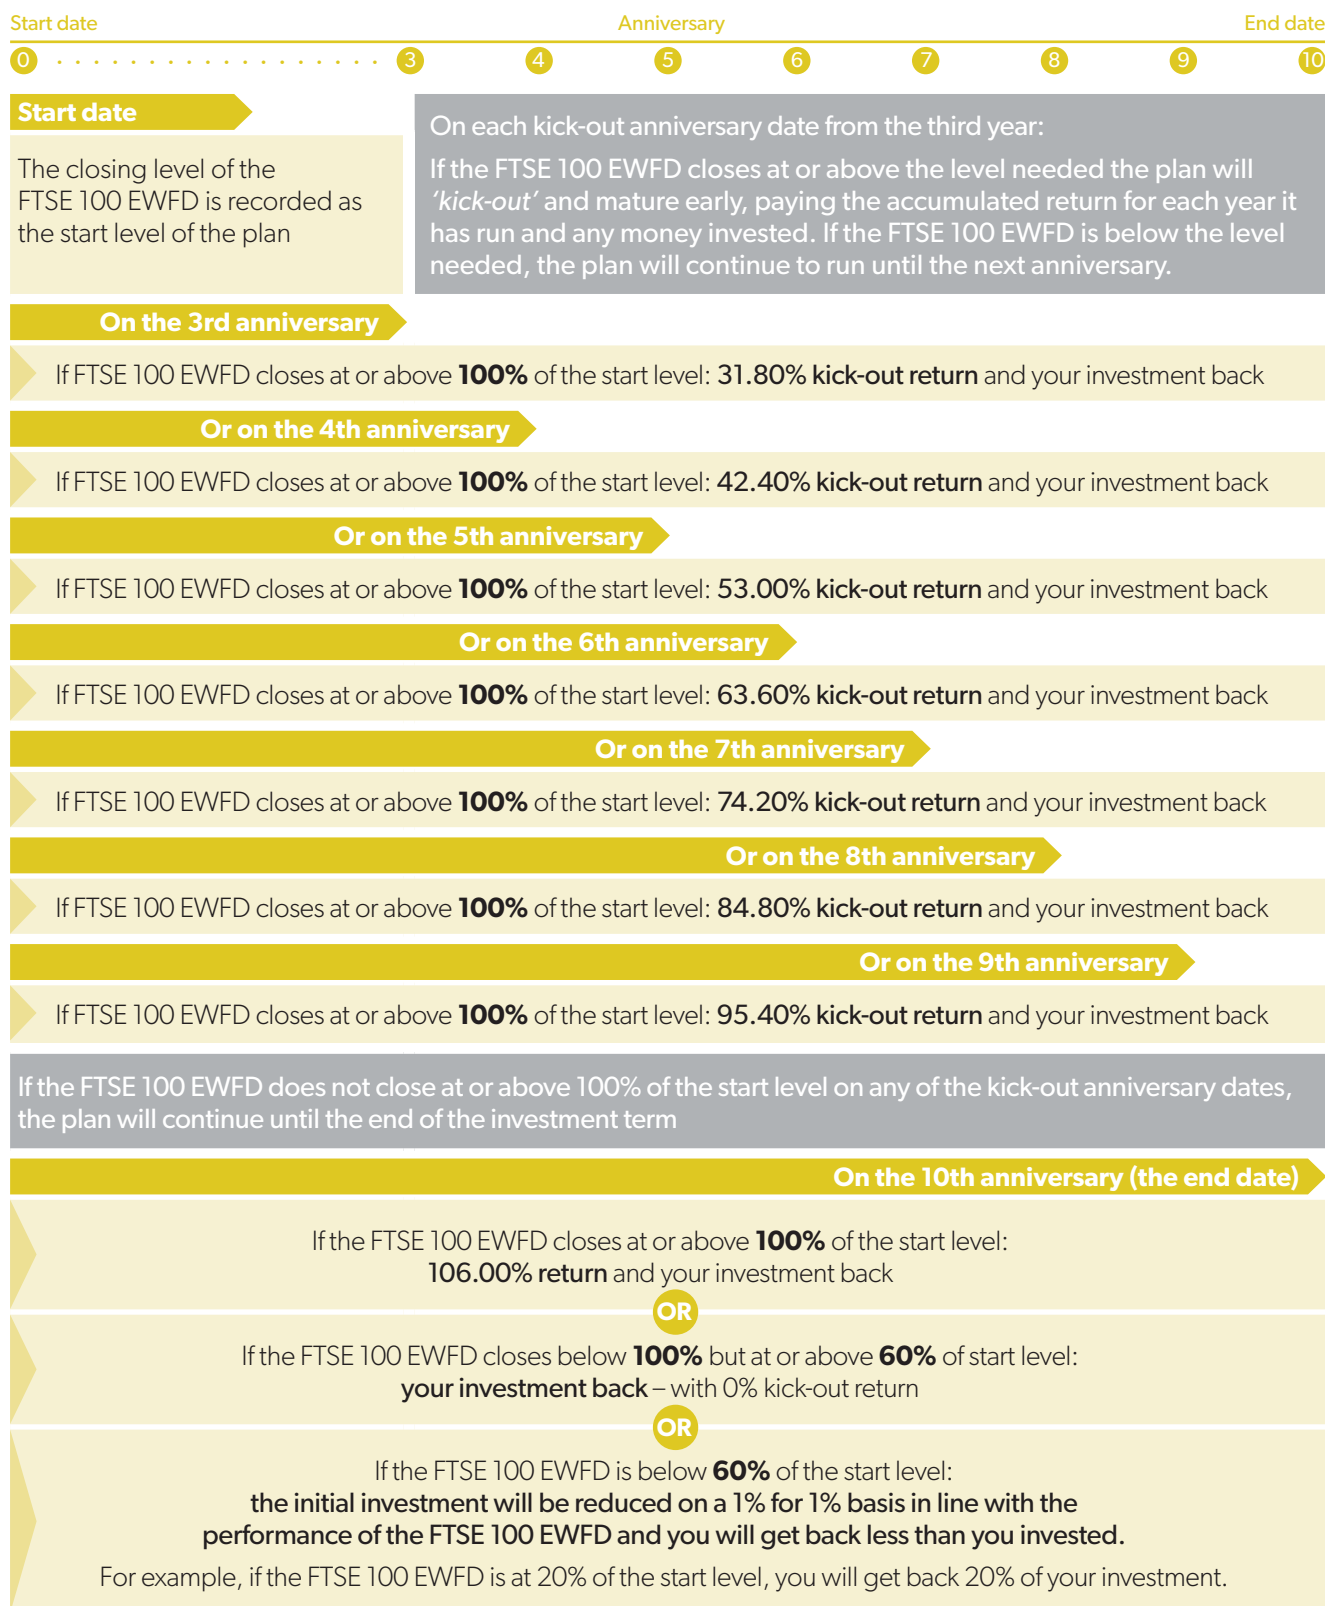 Start date Anniversary End date
0 3 4 5 6 7 8 9 10
Start date
The closing level of the
FTSE 100 EWFD is recorded as
the start level of the plan
On each kick-out anniversary date from the third year:
If the FTSE 100 EWFD closes at or above the level needed the plan will
‘kick-out’ and mature early, paying the accumulated return for each year it
has run and any money invested. If the FTSE 100 EWFD is below the level
needed, the plan will continue to run until the next anniversary.
On the 3rd anniversary
If FTSE 100 EWFD closes at or above 100% of the start level: 31.80% kick-out return and your investment back
Or on the 4th anniversary
If FTSE 100 EWFD closes at or above 100% of the start level: 42.40% kick-out return and your investment back
Or on the 5th anniversary
If FTSE 100 EWFD closes at or above 100% of the start level: 53.00% kick-out return and your investment back
Or on the 6th anniversary
If FTSE 100 EWFD closes at or above 100% of the start level: 63.60% kick-out return and your investment back
Or on the 7th anniversary
If FTSE 100 EWFD closes at or above 100% of the start level: 74.20% kick-out return and your investment back
Or on the 8th anniversary
If FTSE 100 EWFD closes at or above 100% of the start level: 84.80% kick-out return and your investment back
Or on the 9th anniversary
If FTSE 100 EWFD closes at or above 100% of the start level: 95.40% kick-out return and your investment back
If the FTSE 100 EWFD does not close at or above 100% of the start level on any of the kick-out anniversary dates,
the plan will continue until the end of the investment term
On the 10th anniversary (the end date)
If the FTSE 100 EWFD closes at or above 100% of the start level:
106.00% return and your investment back
OR
If the FTSE 100 EWFD closes below 100% but at or above 60% of start level:
your investment back – with 0% kick-out return
OR
If the FTSE 100 EWFD is below 60% of the start level:
the initial investment will be reduced on a 1% for 1% basis in line with the
performance of the FTSE 100 EWFD and you will get back less than you invested.
For example, if the FTSE 100 EWFD is at 20% of the start level, you will get back 20% of your investment.